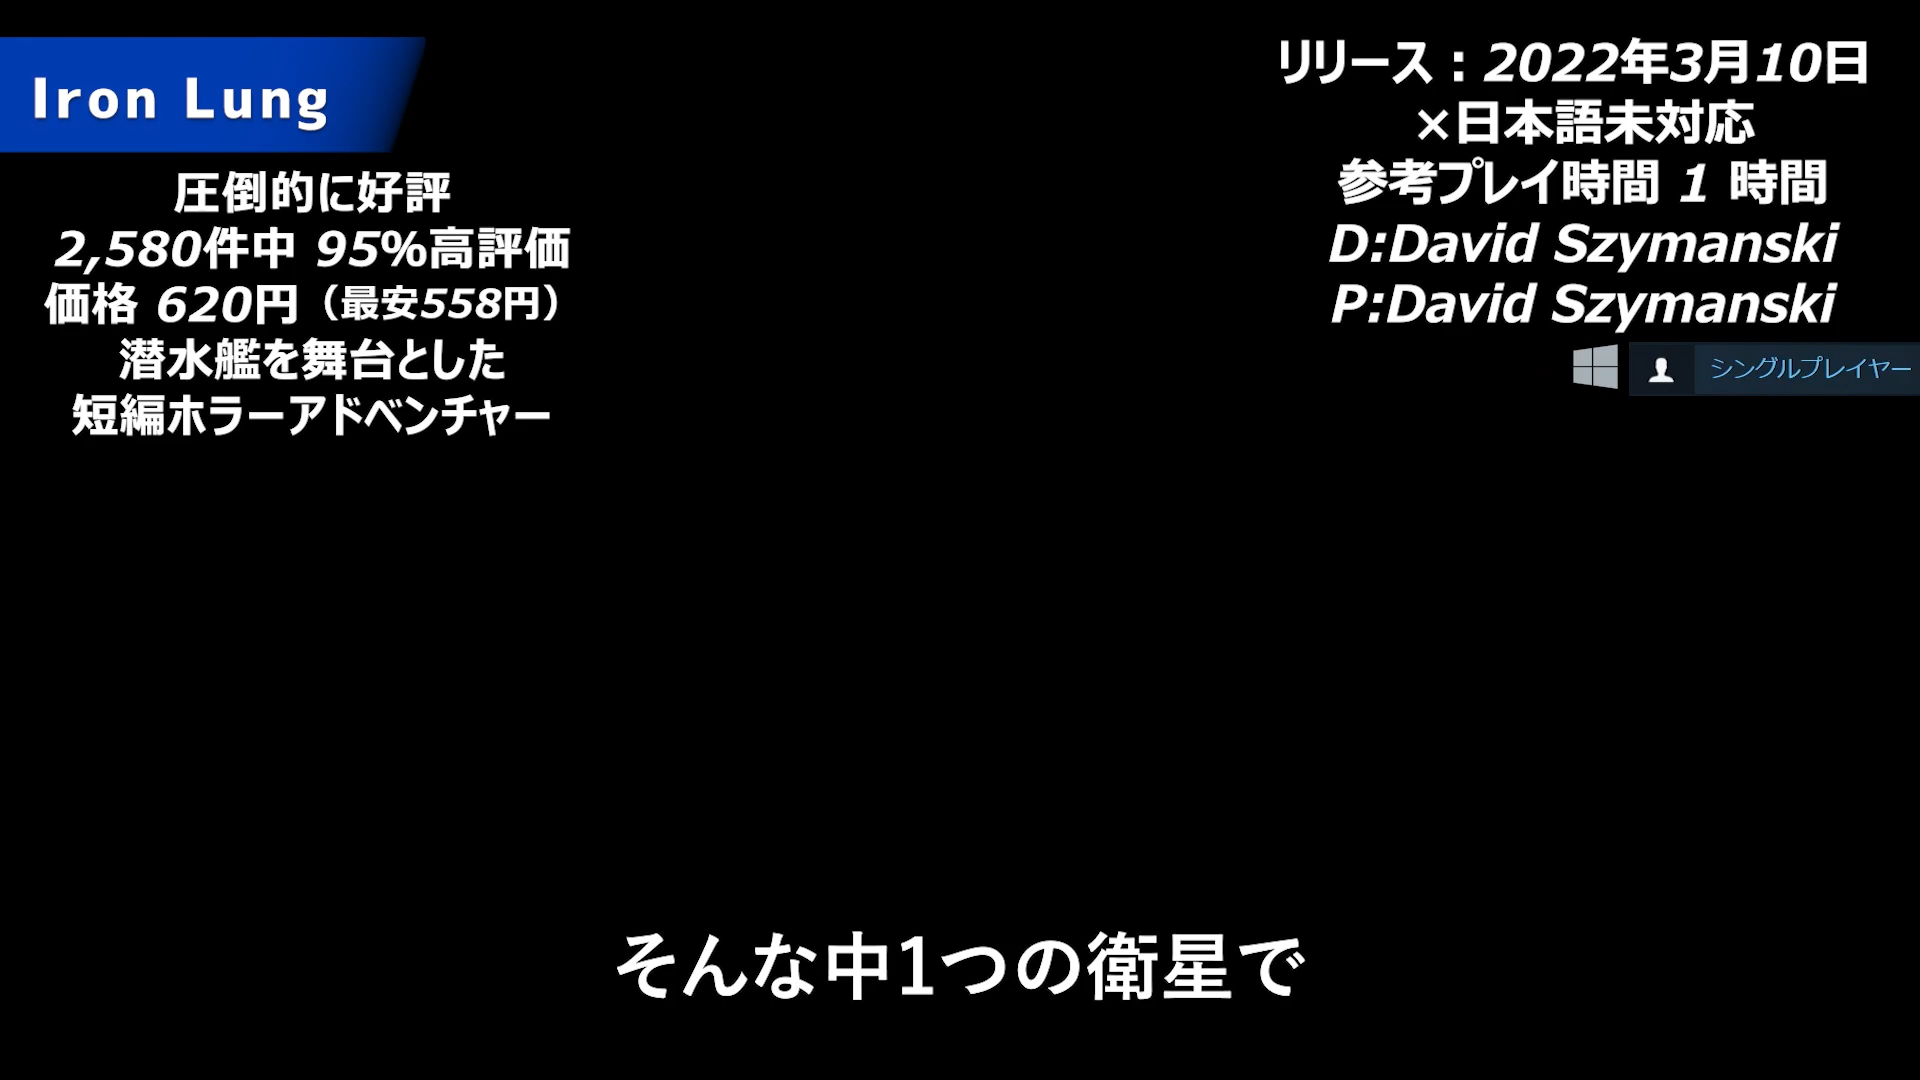 Iron Lung
圧倒的に好評
2,580件中 95%高評価
価格 620円（最安558円）
潜水艦を舞台とした
短編ホラーアドベンチャー
リリース：2022年3月10日
×日本語未対応
参考プレイ時間 1 時間
D:David Szymanski
P:David Szymanski
シングルプレイヤー
そんな中1つの衛星で